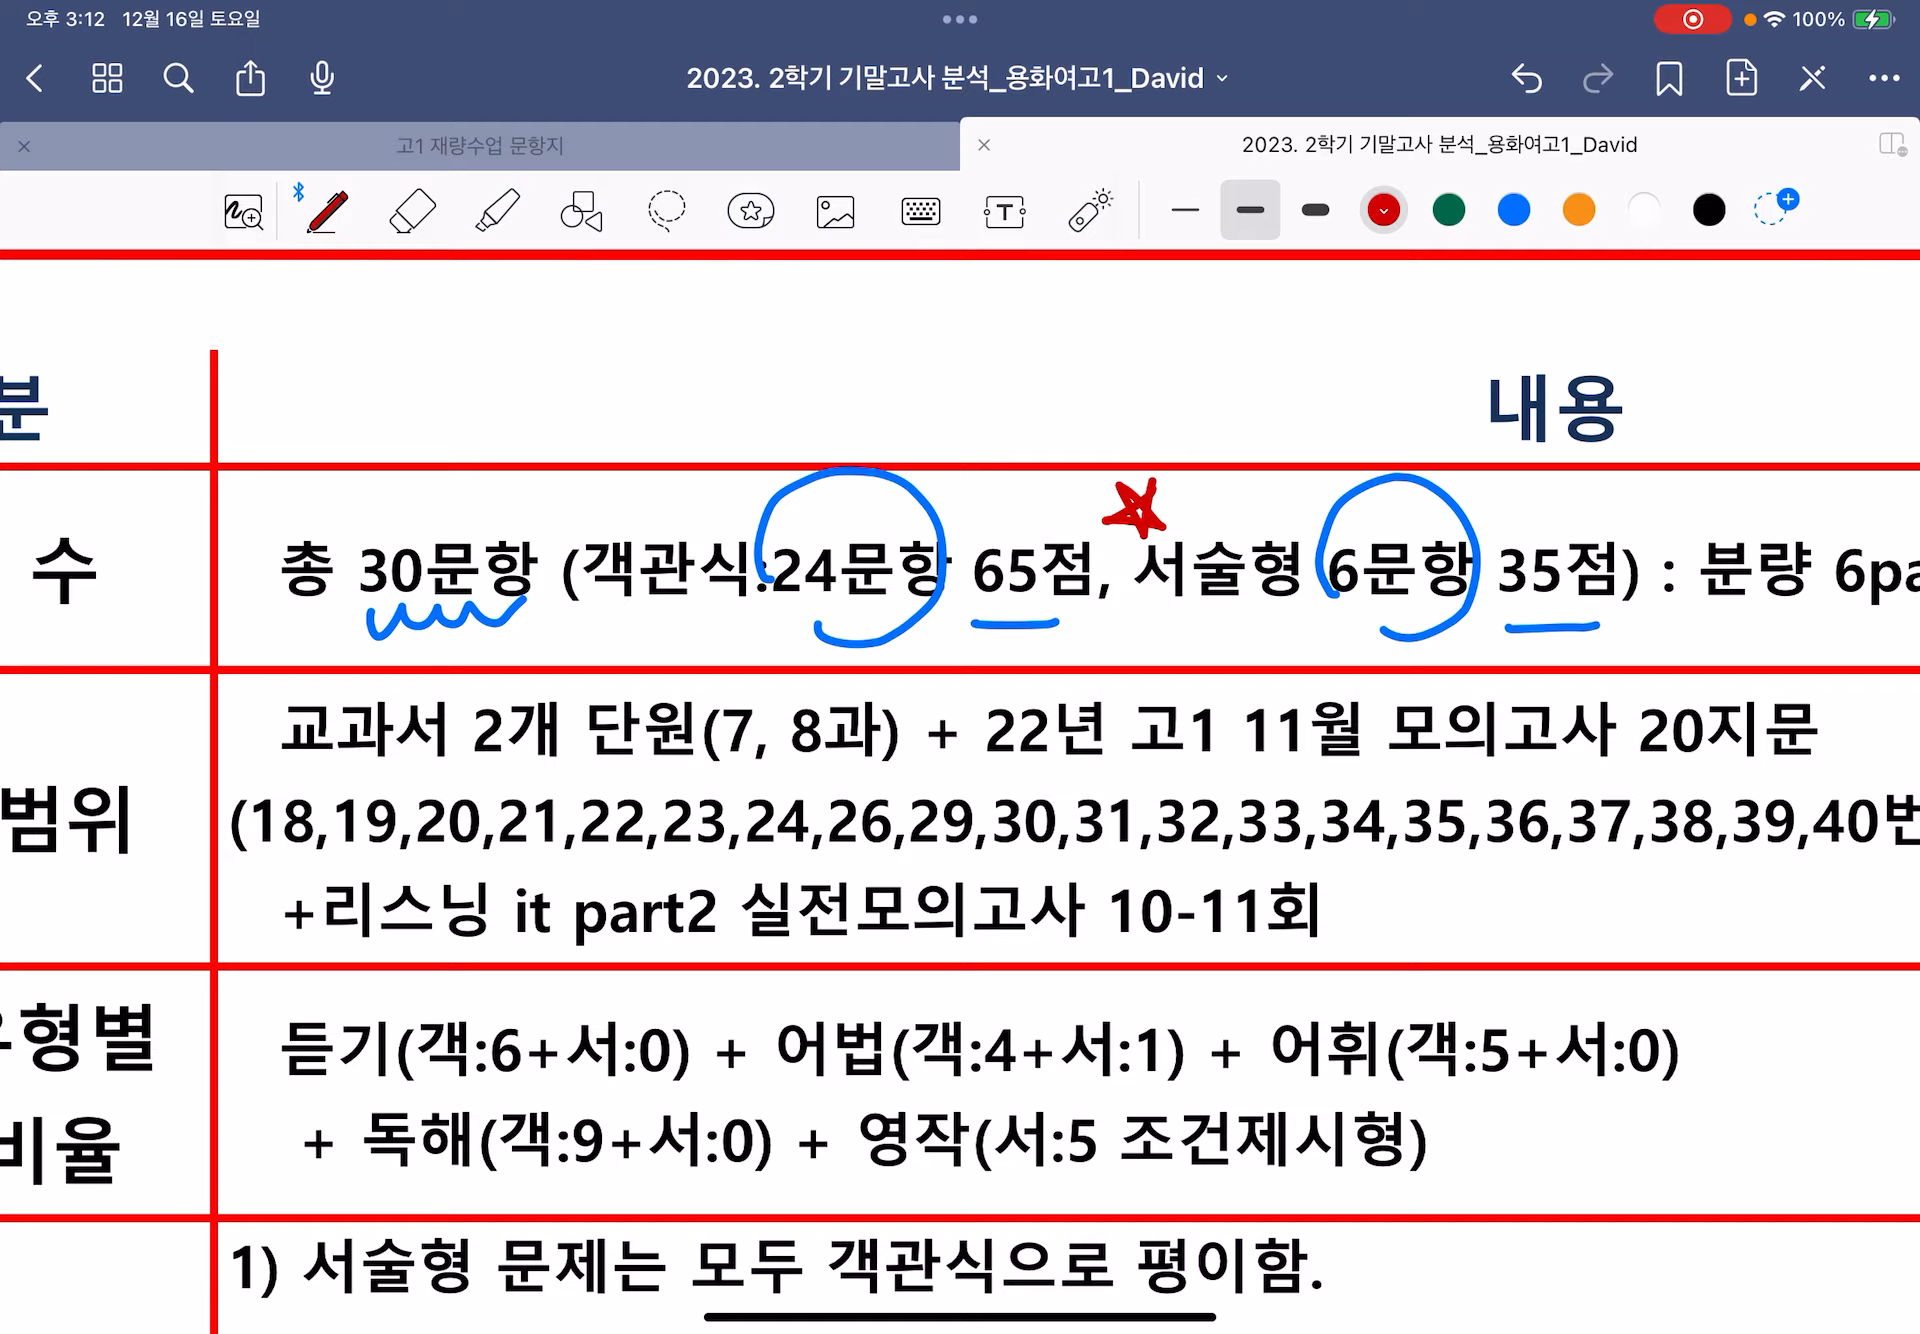 오후 3:12 12월 16일 토요일
100%
2023. 2학기 기말고사 분석_용화여고1_David
고1 재량수업 문항지
2023. 2학기 기말고사 분석_용화여고1_David
분
내용
수
총 30문항 (객관식:24문항 65점, 서술형 6문항 35점) : 분량 6pa
교과서 2개 단원(7, 8과) + 22년 고1 11월 모의고사 20지문
범위
(18,19,20,21,22,23,24,26,29,30,31,32,33,34,35,36,37,38,39,40번
+리스닝 it part2 실전모의고사 10-11회
형별
비율
듣기(객:6+서:0) + 어법(객:4+서:1) + 어휘(객:5+서:0)
+ 독해(객:9+서:0) + 영작(서:5 조건제시형)
1) 서술형 문제는 모두 객관식으로 평이함.